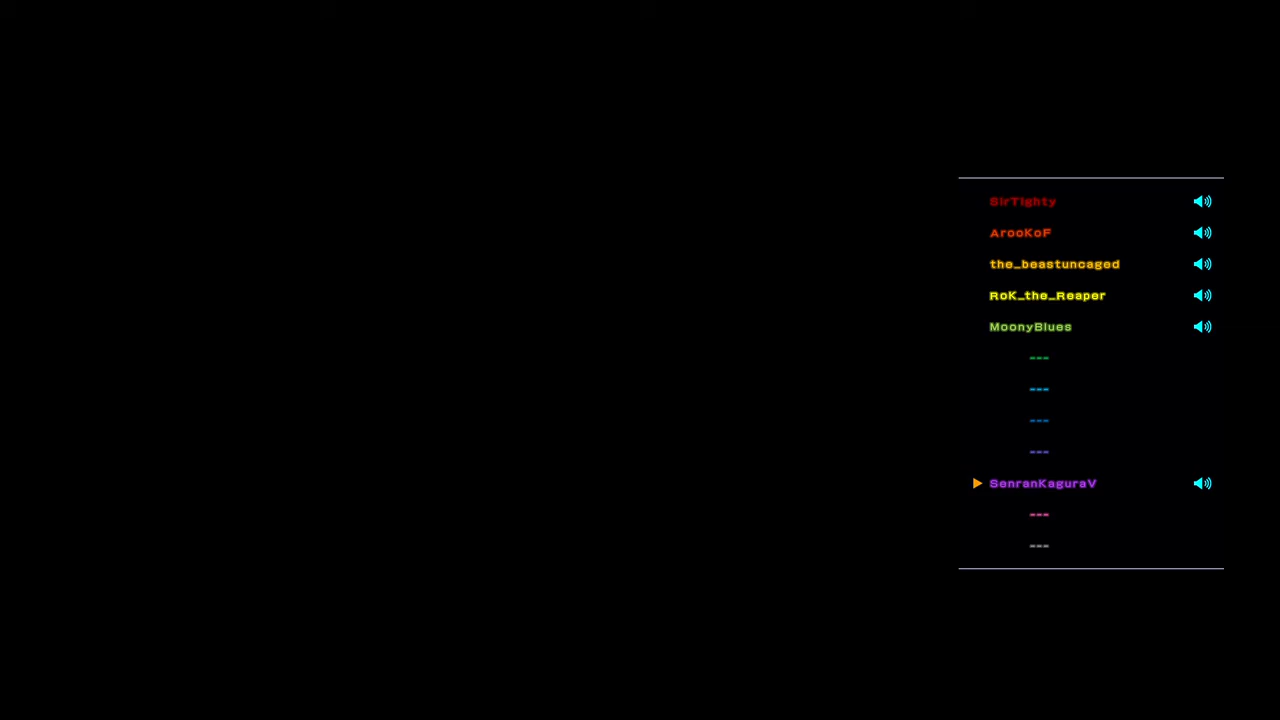 SirTighty
ArooKoF
the_beastuncaged
RoK_the_Reaper
MoonyBlues
---
---
---
---
SenranKaguraV
---
---